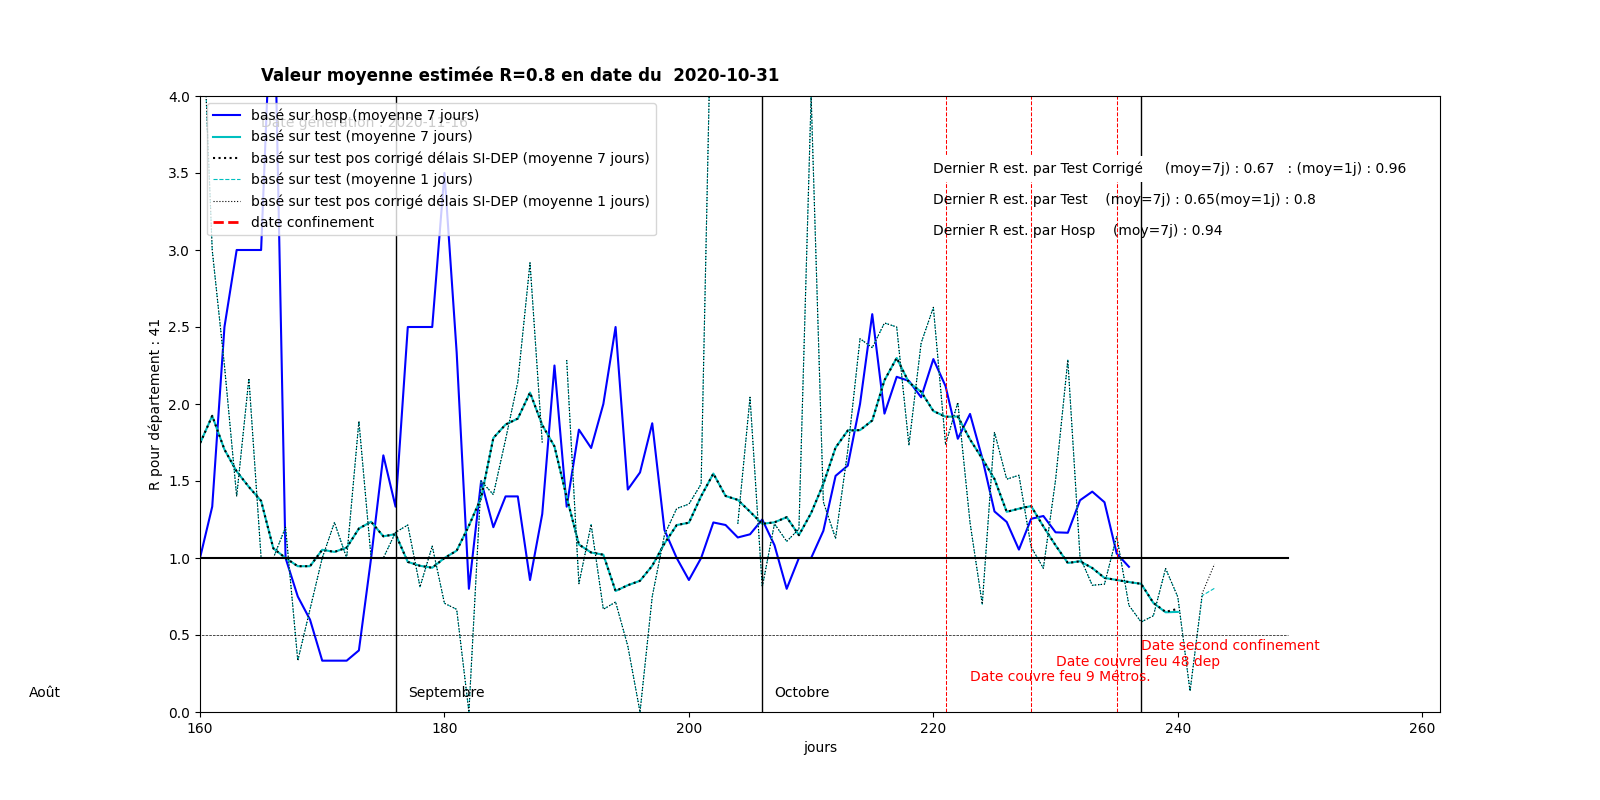 Valeur moyenne estimée R=0.8 en date du  2020-10-31
basé sur hosp (moyenne 7 jours)
Date génération : 2020-11-16
basé sur test (moyenne 7 jours)
basé sur test pos corrigé délais SI-DEP (moyenne 7 jours)
basé sur test (moyenne 1 jours)
basé sur test pos corrigé délais SI-DEP (moyenne 1 jours)
date confinement
Dernier R est. par Test Corrigé     (moy=7j) : 0.67   : (moy=1j) : 0.96
Dernier R est. par Test    (moy=7j) : 0.65(moy=1j) : 0.8
Dernier R est. par Hosp    (moy=7j) : 0.94
R pour département : 41
4.0
3.5
3.0
2.5
2.0
1.5
1.0
0.5
0.0
Date second confinement
Date couvre feu 48 dep
Date couvre feu 9 Métros.
Août
Septembre
Octobre
160
180
200
220
240
260
jours